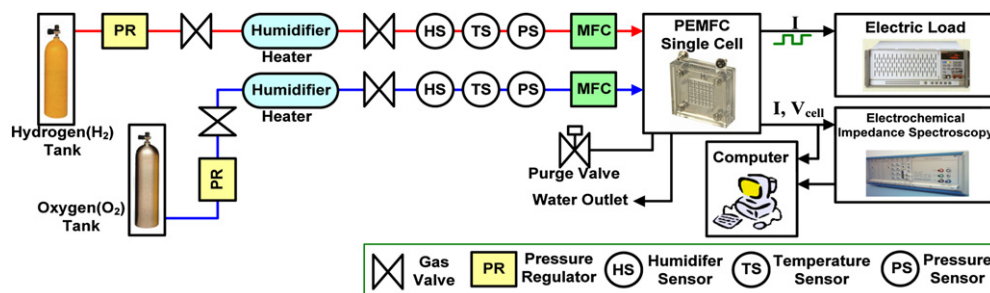 PR
Humidifier
Heater
HS
TS
PS
MFC
PEMFC
Single Cell
I
Electric Load
Hydrogen(H₂)
Tank
Humidifier
Heater
HS
TS
PS
MFC
I, Vcell
Electrochemical
Impedance Spectroscopy
PR
Oxygen(O₂)
Tank
Purge Valve
Water Outlet
Computer
Gas
Valve
PR
Pressure
Regulator
HS
Humidifer
Sensor
TS
Temperature
Sensor
PS
Pressure
Sensor